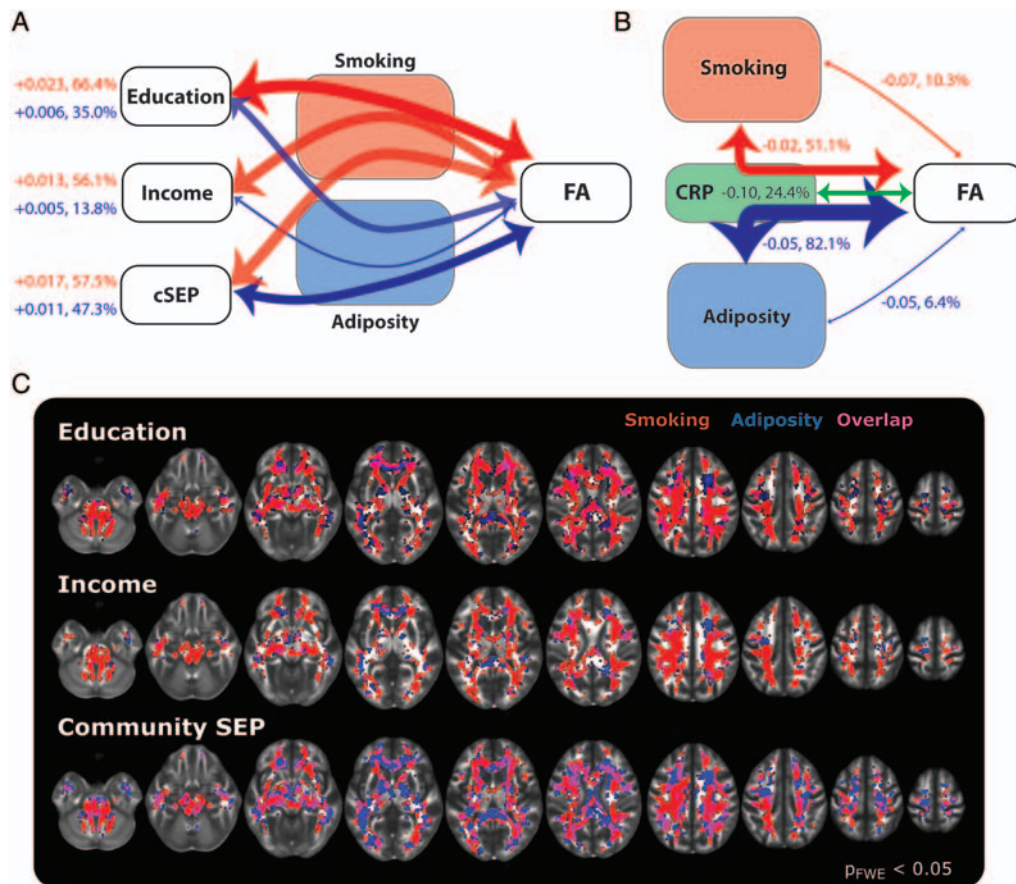 A
B
Smoking
Smoking
+0.023, 66.4%
+0.006, 35.0%
Education
-0.07, 10.3%
-0.02, 51.1%
+0.013, 56.1%
+0.005, 13.8%
Income
FA
CRP
-0.10, 24.4%
FA
-0.05, 82.1%
+0.017, 57.5%
+0.011, 47.3%
cSEP
Adiposity
Adiposity
-0.05, 6.4%
C
Smoking Adiposity Overlap
Education
Income
Community SEP
pFWE < 0.05